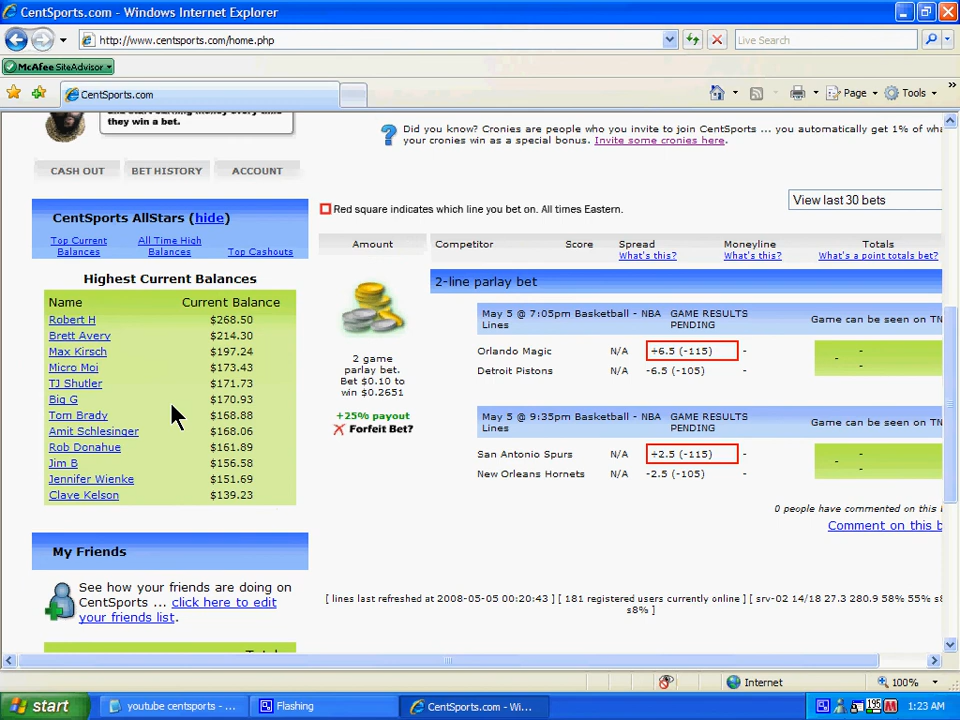 CentSports.com - Windows Internet Explorer
http://www.centsports.com/home.php
Live Search
McAfee SiteAdvisor
CentSports.com
Page
Tools
they win a bet.
Did you know? Cronies are people who you invite to join CentSports ... you automatically get 1% of
your cronies win as a special bonus. Invite some cronies here.
CASH OUT BET HISTORY ACCOUNT
CentSports AllStars (hide)
Top Current Balances
All Time High Balances
Top Cashouts
Red square indicates which line you bet on. All times Eastern.
View last 30 bets
Amount Competitor Score Spread Moneyline Totals
What's this? What's this? What's a point totals bet?
Highest Current Balances
Name Current Balance
Robert H $268.50
Brett Avery $214.30
Max Kirsch $197.24
Micro Moi $173.43
TJ Shutler $171.73
Big G $170.93
Tom Brady $168.88
Amit Schlesinger $168.06
Rob Donahue $161.89
Jim B $156.58
Jennifer Wienke $151.69
Clave Kelson $139.23
2-line parlay bet
2 game
parlay bet.
Bet $0.10 to
win $0.2651
+25% payout
Forfeit Bet?
May 5 @ 7:05pm Basketball - NBA GAME RESULTS
Lines PENDING
Game can be seen on TN
Orlando Magic N/A +6.5 (-115) - -
Detroit Pistons N/A -6.5 (-105) - -
May 5 @ 9:35pm Basketball - NBA GAME RESULTS
Lines PENDING
Game can be seen on TN
San Antonio Spurs N/A +2.5 (-115) - -
New Orleans Hornets N/A -2.5 (-105) - -
0 people have commented on this
Comment on this
My Friends
See how your friends are doing on
CentSports ... click here to edit
your friends list.
[ lines last refreshed at 2008-05-05 00:20:43 ] [ 181 registered users currently online ] [ srv-02 14/18 27.3 280.9 58% 55%
s8% ]
Internet
100%
start
youtube centsports - ...
Flashing
CentSports.com - Wi...
195
1:23 AM